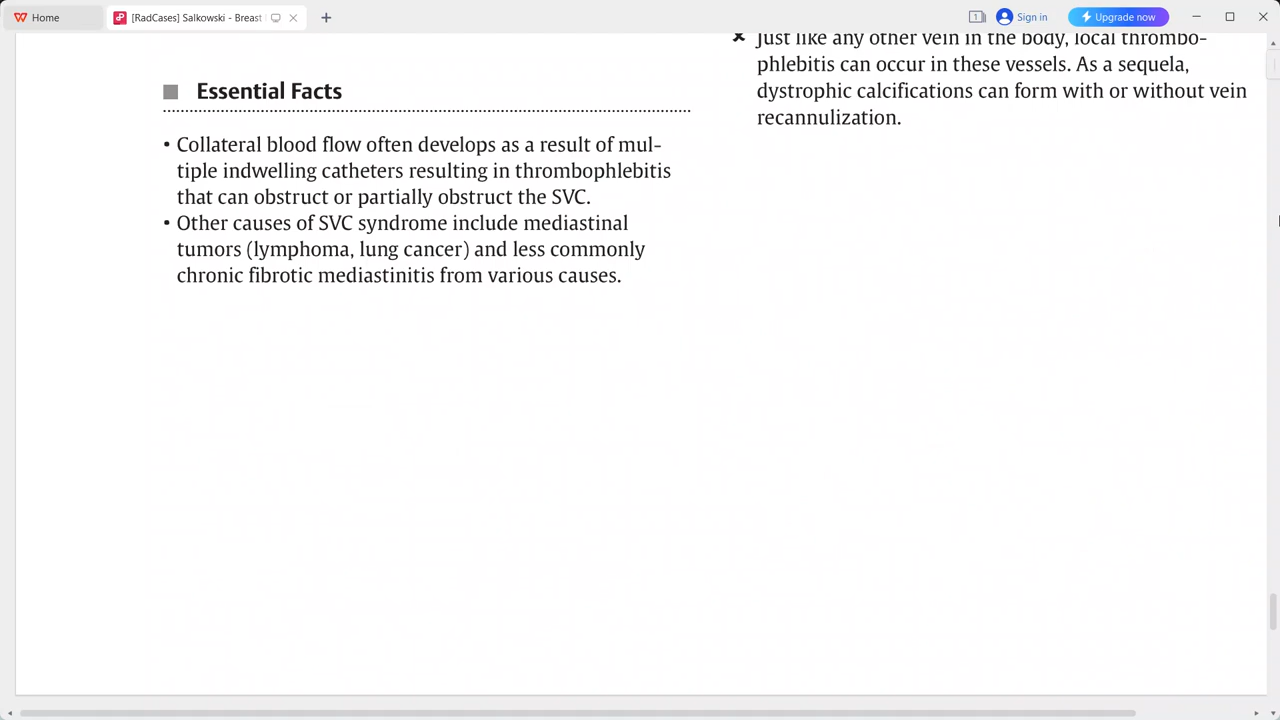 Home
[RadCases] Salkowski - Breast
1
Sign in
Upgrade now
Essential Facts
• Collateral blood flow often develops as a result of mul-
tiple indwelling catheters resulting in thrombophlebitis
that can obstruct or partially obstruct the SVC.
• Other causes of SVC syndrome include mediastinal
tumors (lymphoma, lung cancer) and less commonly
chronic fibrotic mediastinitis from various causes.
✗ Just like any other vein in the body, local thrombo-
phlebitis can occur in these vessels. As a sequela,
dystrophic calcifications can form with or without vein
recannulization.